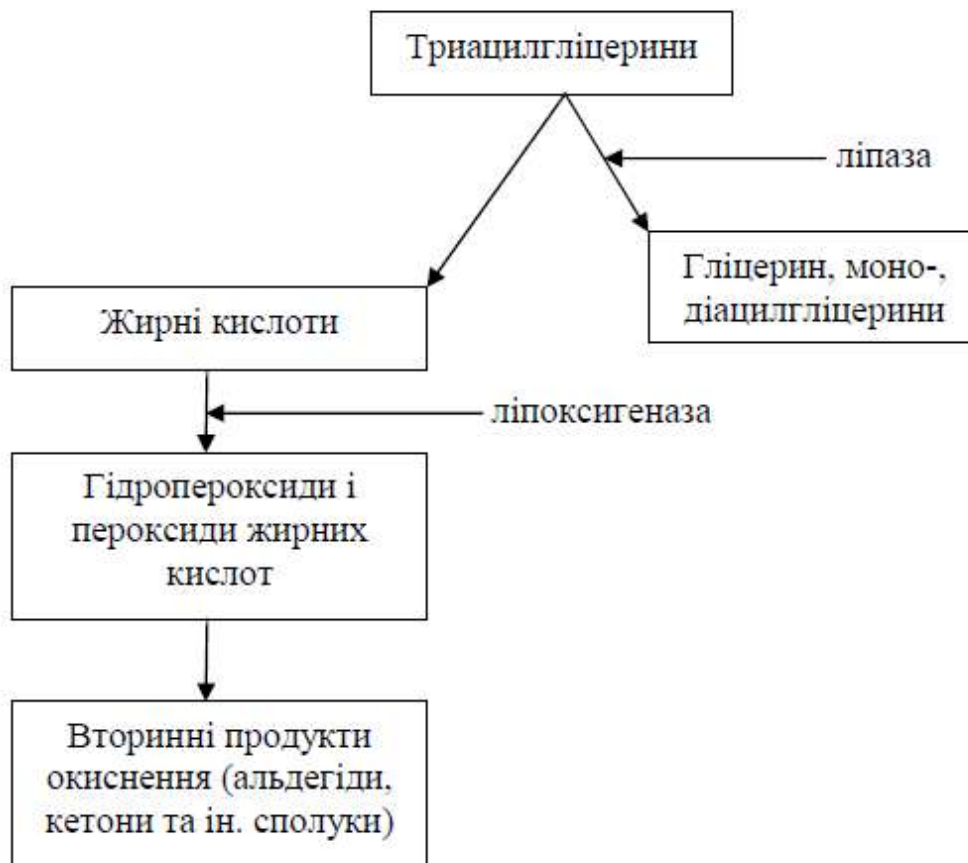 Триацилгліцерини
ліпаза
Гліцерин, моно-,
діацилгліцерини
Жирні кислоти
ліпоксигеназа
Гідропероксиди і
пероксиди жирних
кислот
Вторинні продукти
окиснення (альдегіди,
кетони та ін. сполуки)